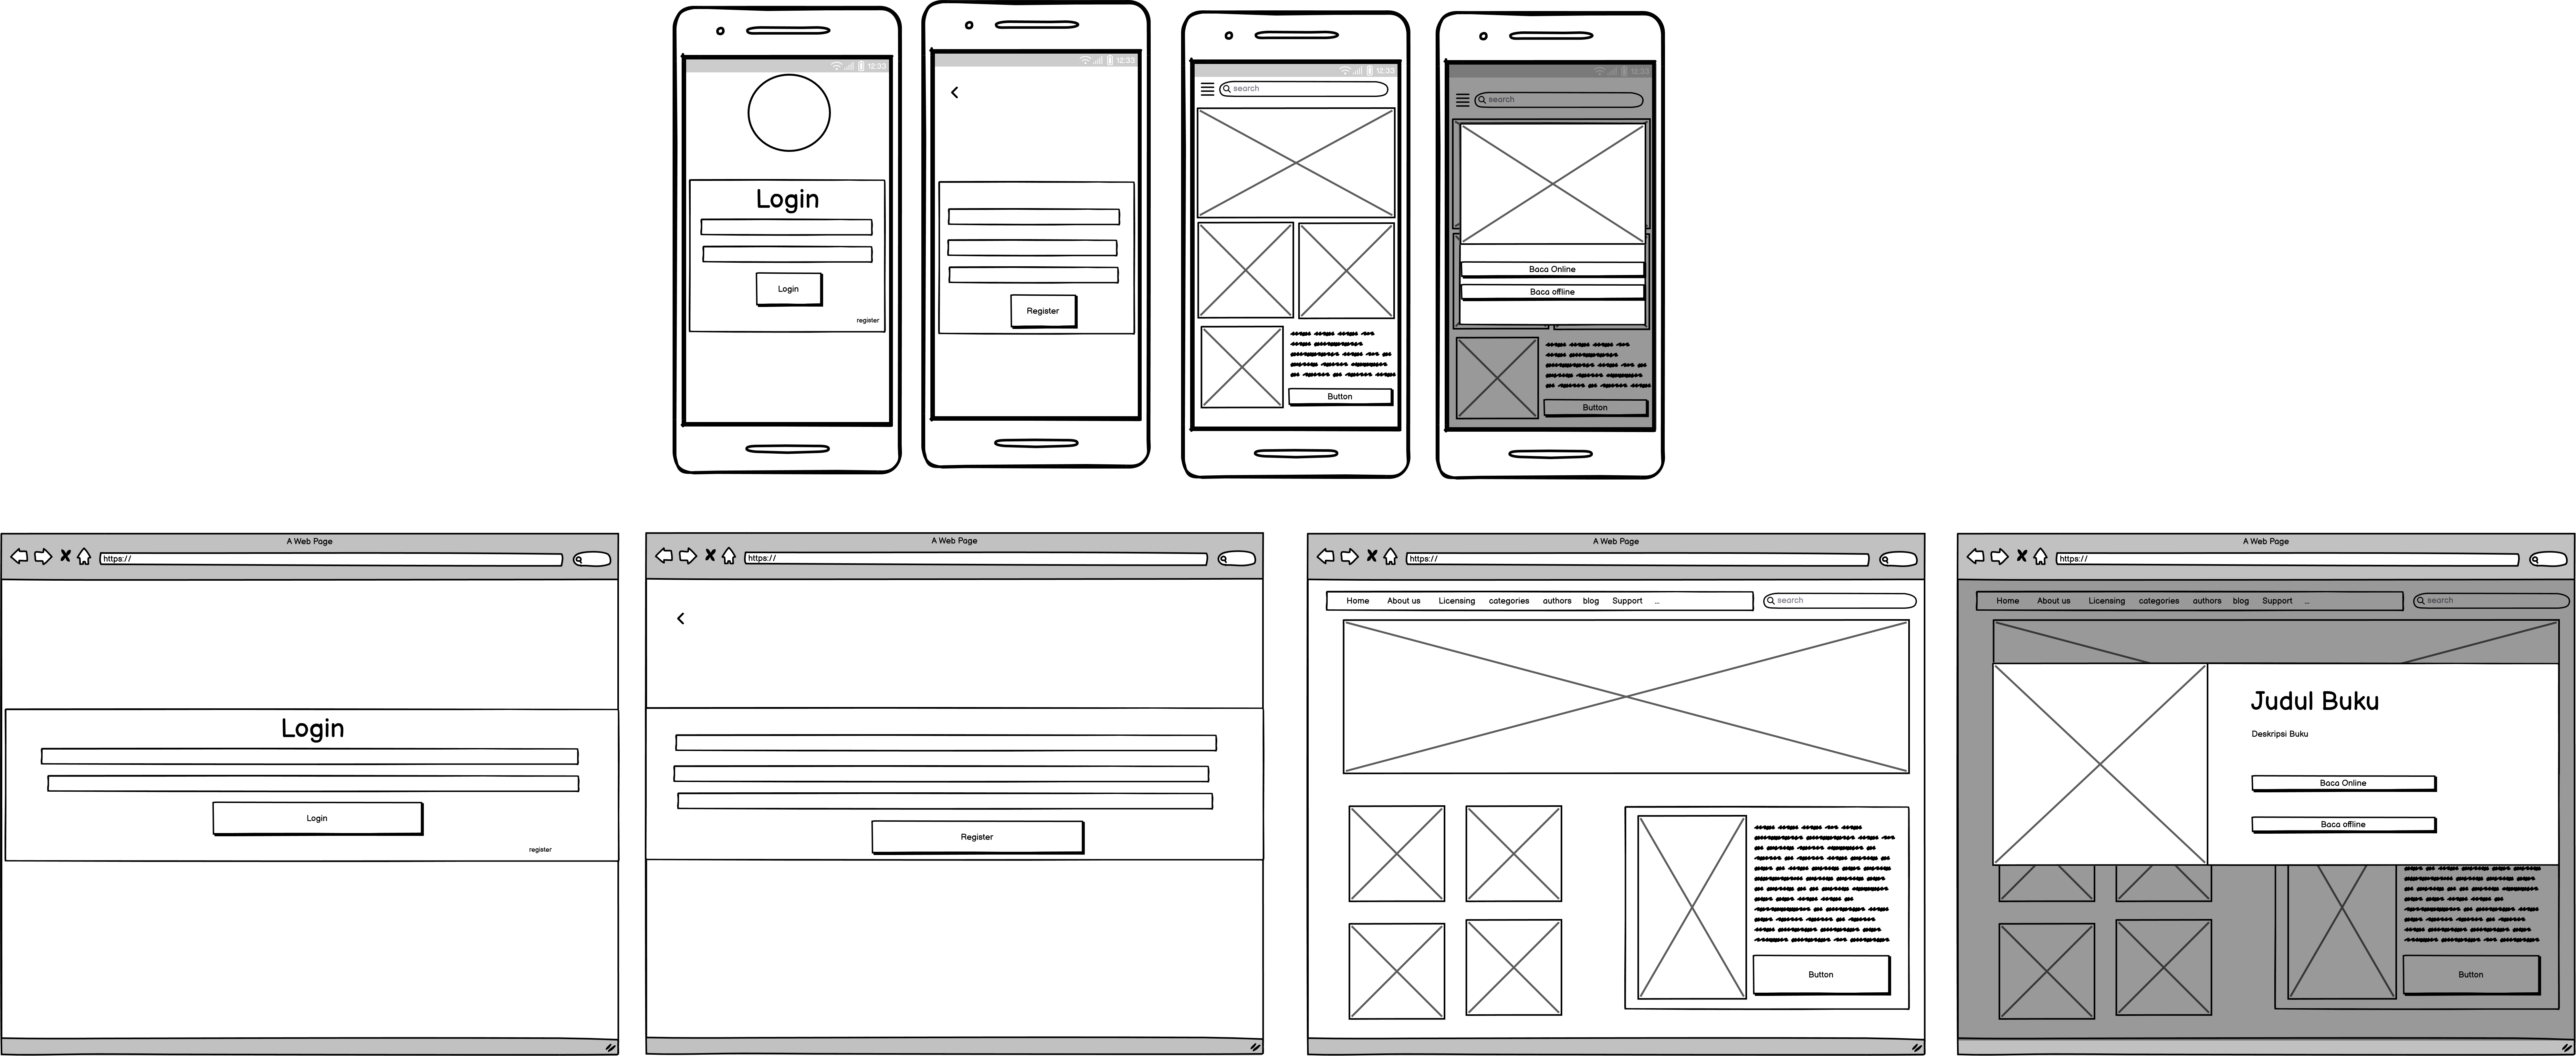 12:33
Login
Login
register
12:33
Register
12:33
search
Button
12:33
search
Baca Online
Baca offline
Button
A Web Page
https://
Login
Login
register
A Web Page
https://
Register
A Web Page
https://
Home About us Licensing categories authors blog Support ...
search
Button
A Web Page
https://
Home About us Licensing categories authors blog Support ...
search
Judul Buku
Deskripsi Buku
Baca Online
Baca offline
Button